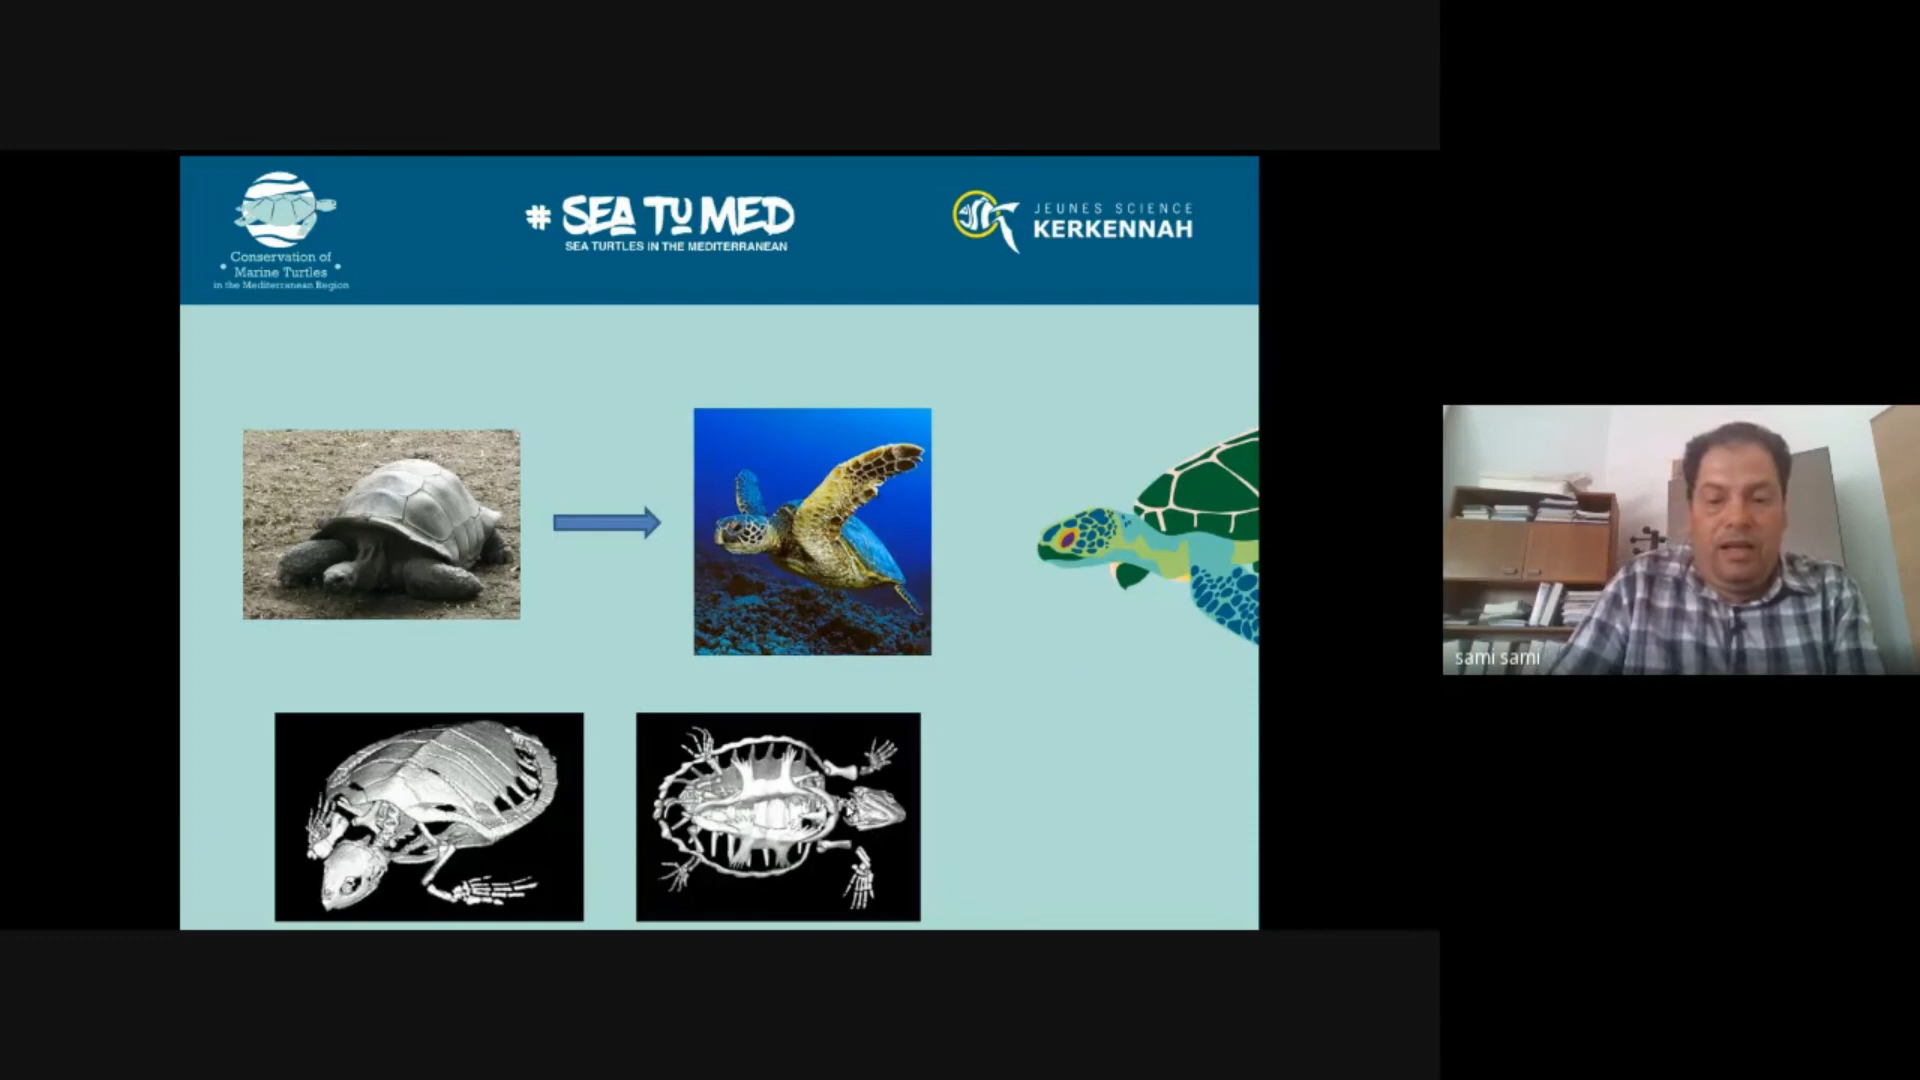 Conservation of
• Marine Turtles •
in the Mediterranean Region
# SEA TU MED
SEA TURTLES IN THE MEDITERRANEAN
JEUNES SCIENCE
KERKENNAH
sami sami